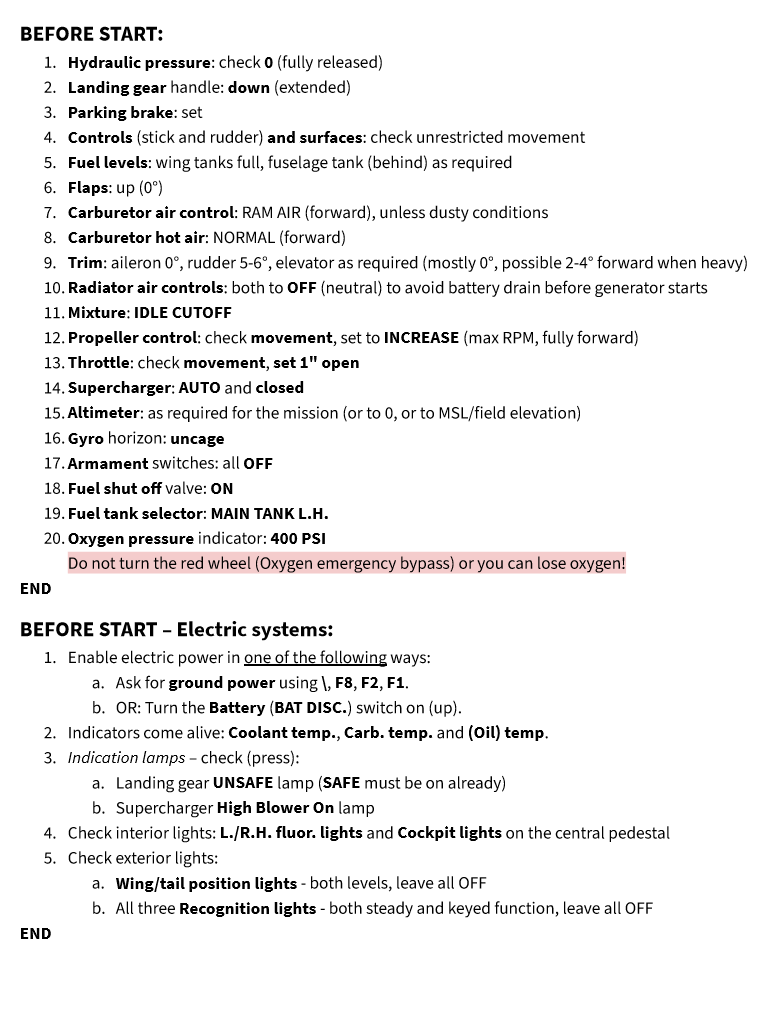 BEFORE START:
1. Hydraulic pressure: check 0 (fully released)
2. Landing gear handle: down (extended)
3. Parking brake: set
4. Controls (stick and rudder) and surfaces: check unrestricted movement
5. Fuel levels: wing tanks full, fuselage tank (behind) as required
6. Flaps: up (0°)
7. Carburetor air control: RAM AIR (forward), unless dusty conditions
8. Carburetor hot air: NORMAL (forward)
9. Trim: aileron 0°, rudder 5-6°, elevator as required (mostly 0°, possible 2-4° forward when heavy)
10. Radiator air controls: both to OFF (neutral) to avoid battery drain before generator starts
11. Mixture: IDLE CUTOFF
12. Propeller control: check movement, set to INCREASE (max RPM, fully forward)
13. Throttle: check movement, set 1" open
14. Supercharger: AUTO and closed
15. Altimeter: as required for the mission (or to 0, or to MSL/field elevation)
16. Gyro horizon: uncage
17. Armament switches: all OFF
18. Fuel shut off valve: ON
19. Fuel tank selector: MAIN TANK L.H.
20. Oxygen pressure indicator: 400 PSI
Do not turn the red wheel (Oxygen emergency bypass) or you can lose oxygen!
END
BEFORE START – Electric systems:
1. Enable electric power in one of the following ways:
a. Ask for ground power using \, F8, F2, F1.
b. OR: Turn the Battery (BAT DISC.) switch on (up).
2. Indicators come alive: Coolant temp., Carb. temp. and (Oil) temp.
3. Indication lamps – check (press):
a. Landing gear UNSAFE lamp (SAFE must be on already)
b. Supercharger High Blower On lamp
4. Check interior lights: L./R.H. fluor. lights and Cockpit lights on the central pedestal
5. Check exterior lights:
a. Wing/tail position lights - both levels, leave all OFF
b. All three Recognition lights - both steady and keyed function, leave all OFF
END